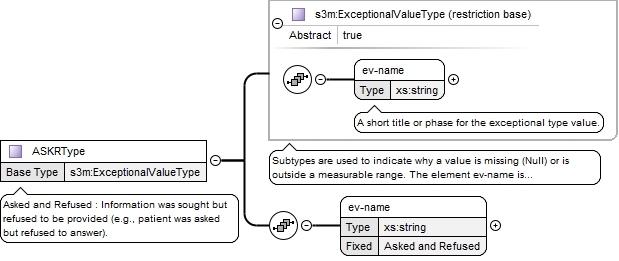 s3m:ExceptionalValueType (restriction base)
Abstract true
ev-name
Type xs:string
A short title or phase for the exceptional type value.
ASKRType
Base Type s3m:ExceptionalValueType
Subtypes are used to indicate why a value is missing (Null) or is
outside a measurable range. The element ev-name is...
Asked and Refused : Information was sought but
refused to be provided (e.g., patient was asked
but refused to answer).
ev-name
Type xs:string
Fixed Asked and Refused